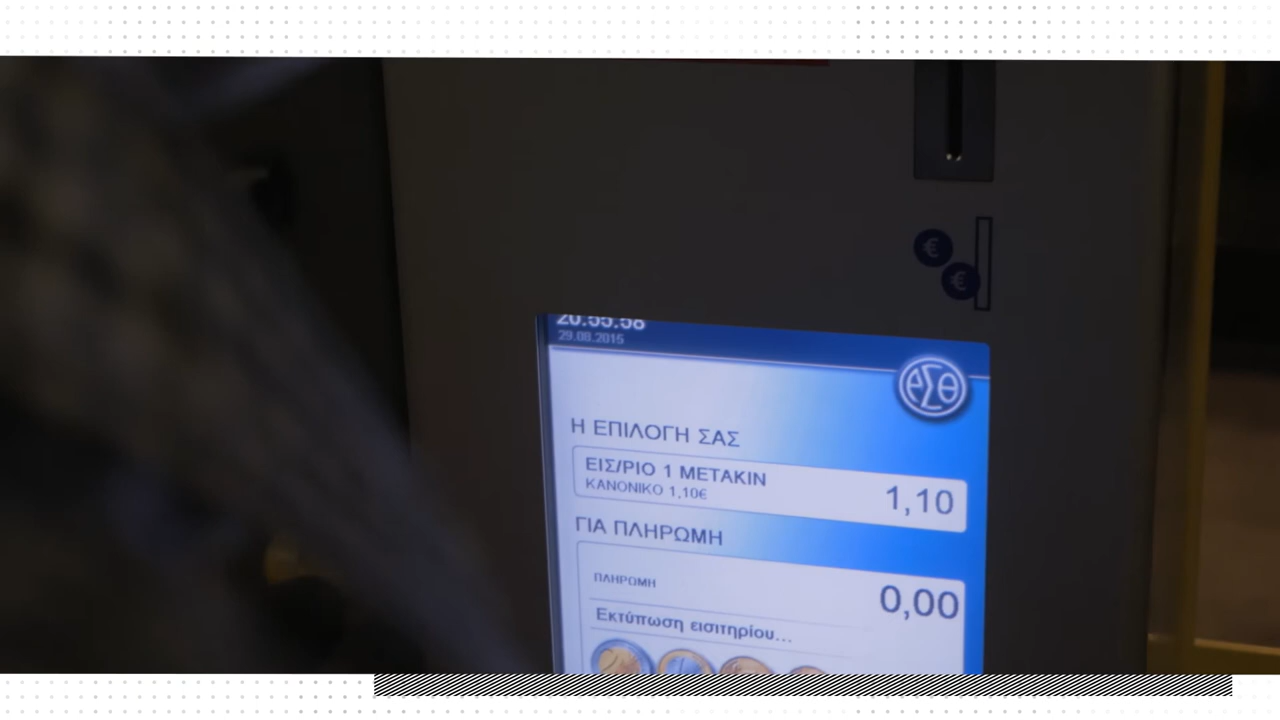 €
€
20:55:58
29.08.2015
ΡΣΘ
Η ΕΠΙΛΟΓΗ ΣΑΣ
ΕΙΣ/ΡΙΟ 1 ΜΕΤΑΚΙΝ
ΚΑΝΟΝΙΚΟ 1,10€
1,10
ΓΙΑ ΠΛΗΡΩΜΗ
ΠΛΗΡΩΜΗ
0,00
Εκτύπωση εισιτηρίου...